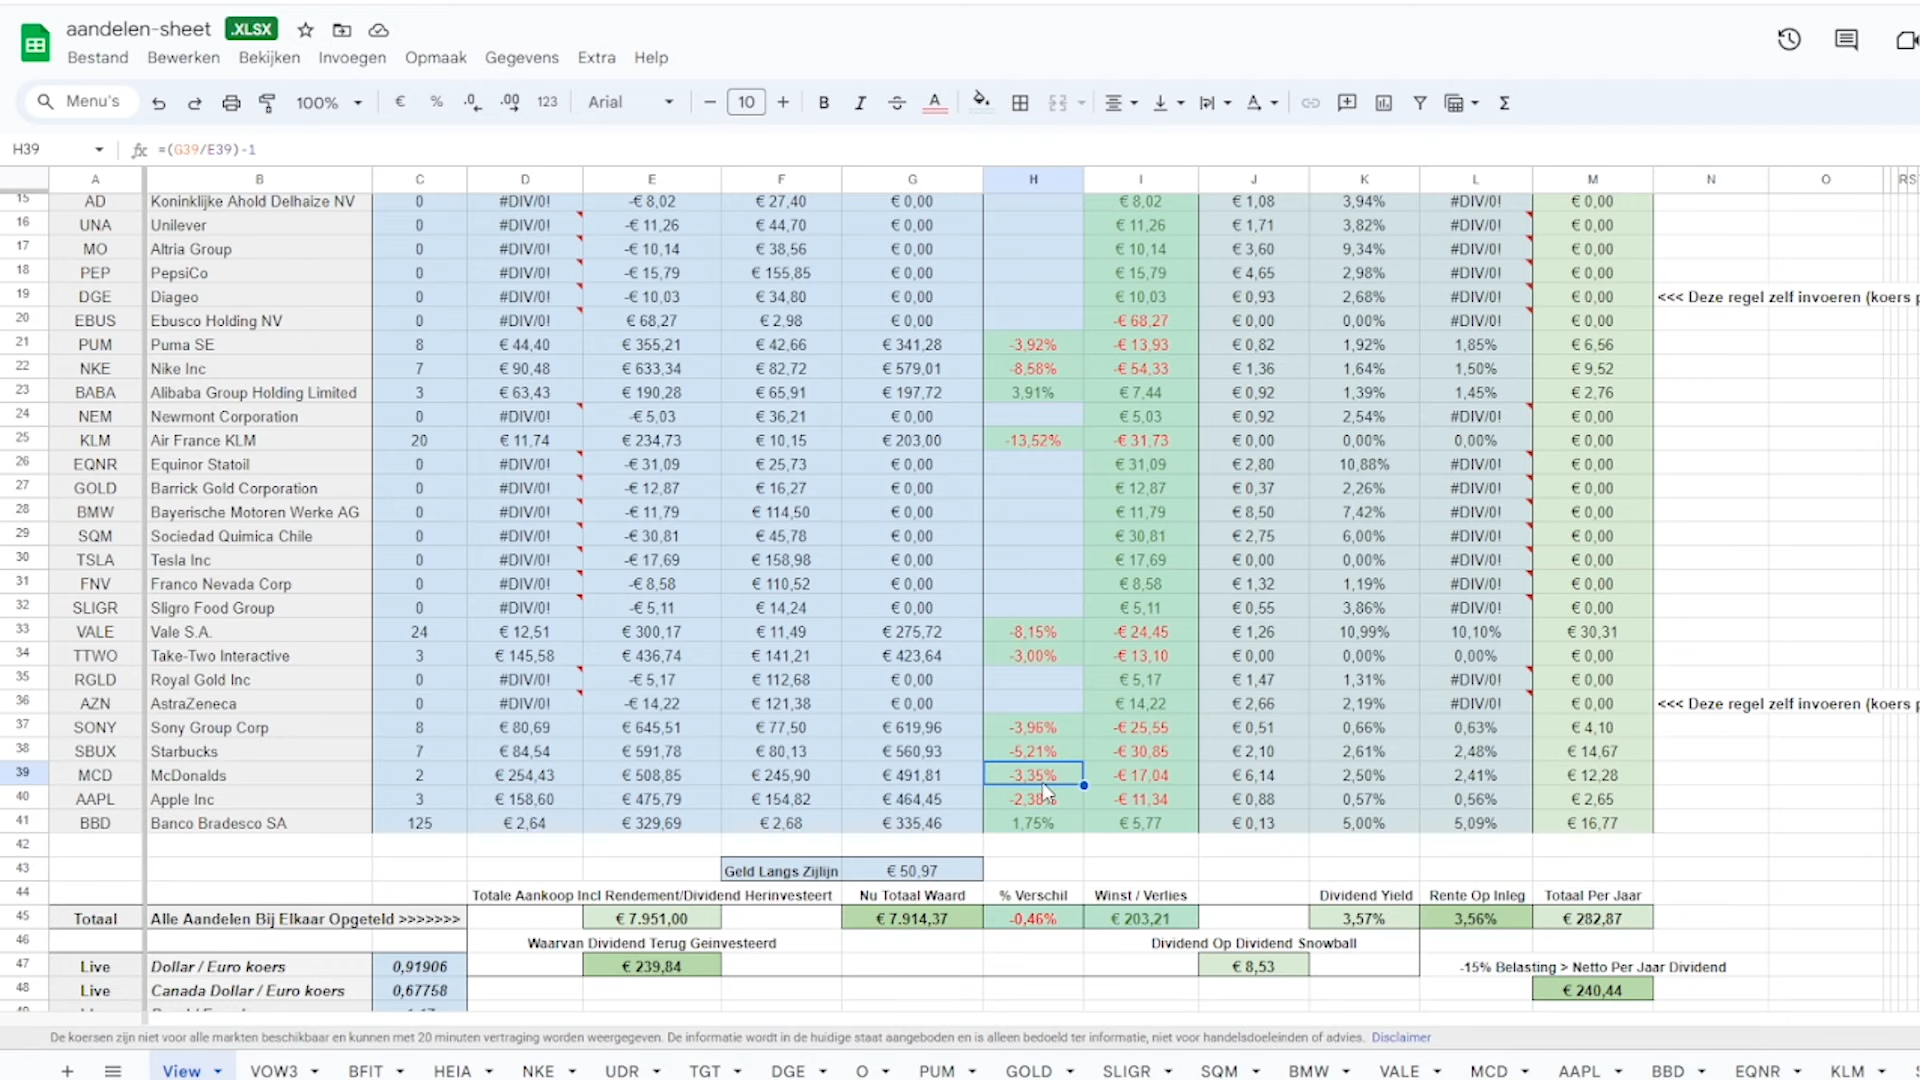 aandelen-sheet .XLSX
Bestand Bewerken Bekijken Invoegen Opmaak Gegevens Extra Help
Menu's 100% € % .0 .00 123 Arial 10 B I A Σ
H39 fx =(G39/E39)-1
A B C D E F G H I J K L M N O R S
15 AD Koninklijke Ahold Delhaize NV 0 #DIV/0! -€ 8,02 € 27,40 € 0,00 € 8,02 € 1,08 3,94% #DIV/0! € 0,00
16 UNA Unilever 0 #DIV/0! -€ 11,26 € 44,70 € 0,00 € 11,26 € 1,71 3,82% #DIV/0! € 0,00
17 MO Altria Group 0 #DIV/0! -€ 10,14 € 38,56 € 0,00 € 10,14 € 3,60 9,34% #DIV/0! € 0,00
18 PEP PepsiCo 0 #DIV/0! -€ 15,79 € 155,85 € 0,00 € 15,79 € 4,65 2,98% #DIV/0! € 0,00
19 DGE Diageo 0 #DIV/0! -€ 10,03 € 34,80 € 0,00 € 10,03 € 0,93 2,68% #DIV/0! € 0,00 <<< Deze regel zelf invoeren (koers
20 EBUS Ebusco Holding NV 0 #DIV/0! € 68,27 € 2,98 € 0,00 -€ 68,27 € 0,00 0,00% #DIV/0! € 0,00
21 PUM Puma SE 8 € 44,40 € 355,21 € 42,66 € 341,28 -3,92% -€ 13,93 € 0,82 1,92% 1,85% € 6,56
22 NKE Nike Inc 7 € 90,48 € 633,34 € 82,72 € 579,01 -8,58% -€ 54,33 € 1,36 1,64% 1,50% € 9,52
23 BABA Alibaba Group Holding Limited 3 € 63,43 € 190,28 € 65,91 € 197,72 3,91% € 7,44 € 0,92 1,39% 1,45% € 2,76
24 NEM Newmont Corporation 0 #DIV/0! -€ 5,03 € 36,21 € 0,00 € 5,03 € 0,92 2,54% #DIV/0! € 0,00
25 KLM Air France KLM 20 € 11,74 € 234,73 € 10,15 € 203,00 -13,52% -€ 31,73 € 0,00 0,00% 0,00% € 0,00
26 EQNR Equinor Statoil 0 #DIV/0! -€ 31,09 € 25,73 € 0,00 € 31,09 € 2,80 10,88% #DIV/0! € 0,00
27 GOLD Barrick Gold Corporation 0 #DIV/0! -€ 12,87 € 16,27 € 0,00 € 12,87 € 0,37 2,26% #DIV/0! € 0,00
28 BMW Bayerische Motoren Werke AG 0 #DIV/0! -€ 11,79 € 114,50 € 0,00 € 11,79 € 8,50 7,42% #DIV/0! € 0,00
29 SQM Sociedad Quimica Chile 0 #DIV/0! -€ 30,81 € 45,78 € 0,00 € 30,81 € 2,75 6,00% #DIV/0! € 0,00
30 TSLA Tesla Inc 0 #DIV/0! -€ 17,69 € 158,98 € 0,00 € 17,69 € 0,00 0,00% #DIV/0! € 0,00
31 FNV Franco Nevada Corp 0 #DIV/0! -€ 8,58 € 110,52 € 0,00 € 8,58 € 1,32 1,19% #DIV/0! € 0,00
32 SLIGR Sligro Food Group 0 #DIV/0! -€ 5,11 € 14,24 € 0,00 € 5,11 € 0,55 3,86% #DIV/0! € 0,00
33 VALE Vale S.A. 24 € 12,51 € 300,17 € 11,49 € 275,72 -8,15% -€ 24,45 € 1,26 10,99% 10,10% € 30,31
34 TTWO Take-Two Interactive 3 € 145,58 € 436,74 € 141,21 € 423,64 -3,00% -€ 13,10 € 0,00 0,00% 0,00% € 0,00
35 RGLD Royal Gold Inc 0 #DIV/0! -€ 5,17 € 112,68 € 0,00 € 5,17 € 1,47 1,31% #DIV/0! € 0,00
36 AZN AstraZeneca 0 #DIV/0! -€ 14,22 € 121,38 € 0,00 € 14,22 € 2,66 2,19% #DIV/0! € 0,00 <<< Deze regel zelf invoeren (koers
37 SONY Sony Group Corp 8 € 80,69 € 645,51 € 77,50 € 619,96 -3,96% -€ 25,55 € 0,51 0,66% 0,63% € 4,10
38 SBUX Starbucks 7 € 84,54 € 591,78 € 80,13 € 560,93 -5,21% -€ 30,85 € 2,10 2,61% 2,48% € 14,67
39 MCD McDonalds 2 € 254,43 € 508,85 € 245,90 € 491,81 -3,35% -€ 17,04 € 6,14 2,50% 2,41% € 12,28
40 AAPL Apple Inc 3 € 158,60 € 475,79 € 154,82 € 464,45 -2,38% -€ 11,34 € 0,88 0,57% 0,56% € 2,65
41 BBD Banco Bradesco SA 125 € 2,64 € 329,69 € 2,68 € 335,46 1,75% € 5,77 € 0,13 5,00% 5,09% € 16,77
42
43 Geld Langs Zijlijn € 50,97
44 Totale Aankoop Incl Rendement/Dividend Herinvesteert Nu Totaal Waard % Verschil Winst / Verlies Dividend Yield Rente Op Inleg Totaal Per Jaar
45 Totaal Alle Aandelen Bij Elkaar Opgeteld >>>>>>> € 7.951,00 € 7.914,37 -0,46% € 203,21 3,57% 3,56% € 282,87
46 Waarvan Dividend Terug Geinvesteerd Dividend Op Dividend Snowball
47 Live Dollar / Euro koers 0,91906 € 239,84 € 8,53 -15% Belasting > Netto Per Jaar Dividend
48 Live Canada Dollar / Euro koers 0,67758 € 240,44
De koersen zijn niet voor alle markten beschikbaar en kunnen met 20 minuten vertraging worden weergegeven. De informatie wordt in de huidige staat aangeboden en is alleen bedoeld ter informatie, niet voor handelsdoeleinden of advies. Disclaimer
View VOW3 BFIT HEIA NKE UDR TGT DGE O PUM GOLD SLIGR SQM BMW VALE MCD AAPL BBD EQNR KLM